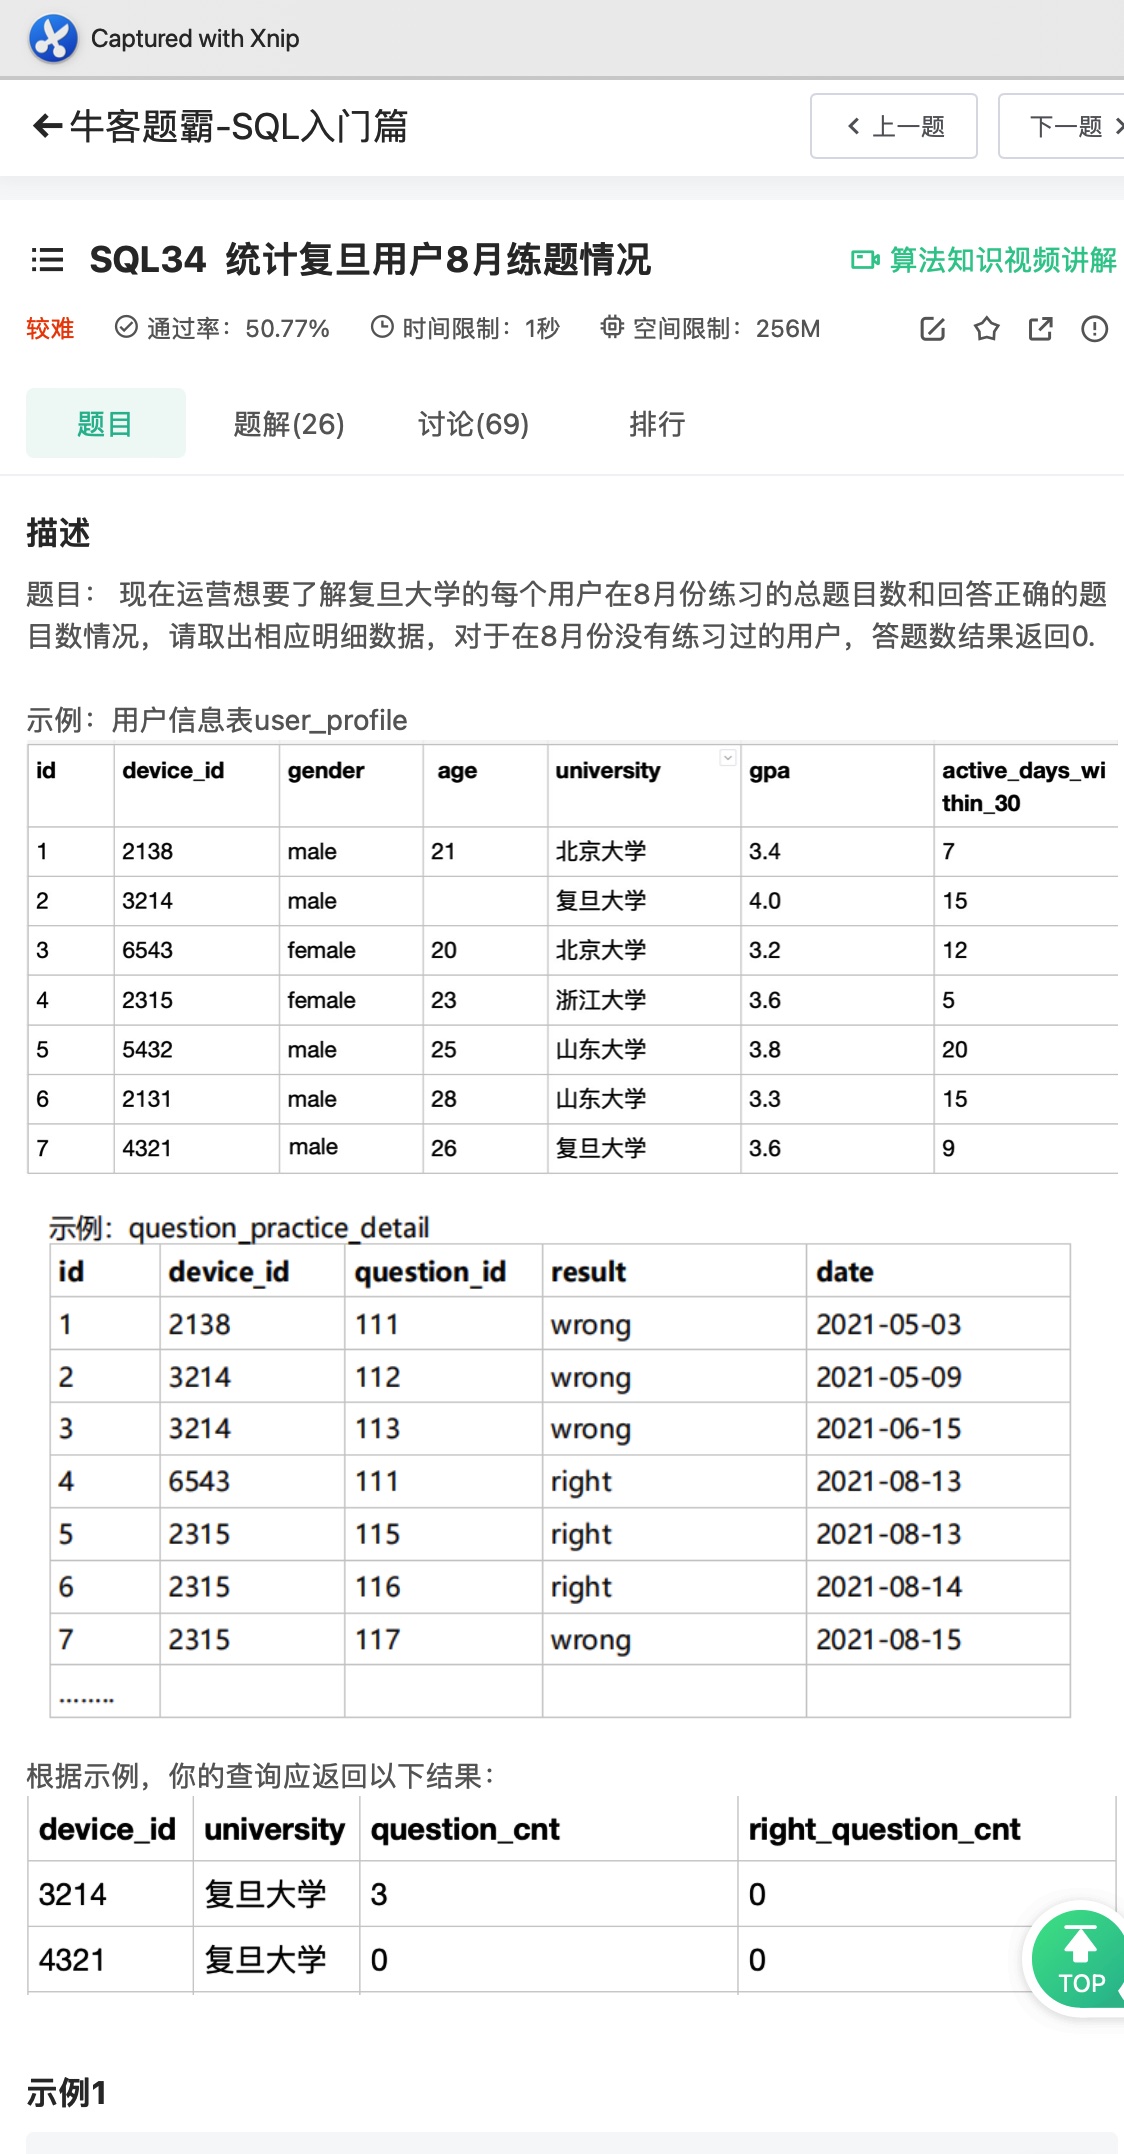 Captured with Xnip
牛客题霸-SQL入门篇
上一题
下一题
SQL34 统计复旦用户8月练题情况
算法知识视频讲解
较难 通过率：50.77% 时间限制：1秒 空间限制：256M
题目 题解(26) 讨论(69) 排行
描述
题目： 现在运营想要了解复旦大学的每个用户在8月份练习的总题目数和回答正确的题
目数情况，请取出相应明细数据，对于在8月份没有练习过的用户，答题数结果返回0.
示例：用户信息表user_profile
id device_id gender age university gpa active_days_wi
thin_30
1 2138 male 21 北京大学 3.4 7
2 3214 male 复旦大学 4.0 15
3 6543 female 20 北京大学 3.2 12
4 2315 female 23 浙江大学 3.6 5
5 5432 male 25 山东大学 3.8 20
6 2131 male 28 山东大学 3.3 15
7 4321 male 26 复旦大学 3.6 9
示例：question_practice_detail
id device_id question_id result date
1 2138 111 wrong 2021-05-03
2 3214 112 wrong 2021-05-09
3 3214 113 wrong 2021-06-15
4 6543 111 right 2021-08-13
5 2315 115 right 2021-08-13
6 2315 116 right 2021-08-14
7 2315 117 wrong 2021-08-15
........
根据示例，你的查询应返回以下结果：
device_id university question_cnt right_question_cnt
3214 复旦大学 3 0
4321 复旦大学 0 0
TOP
示例1